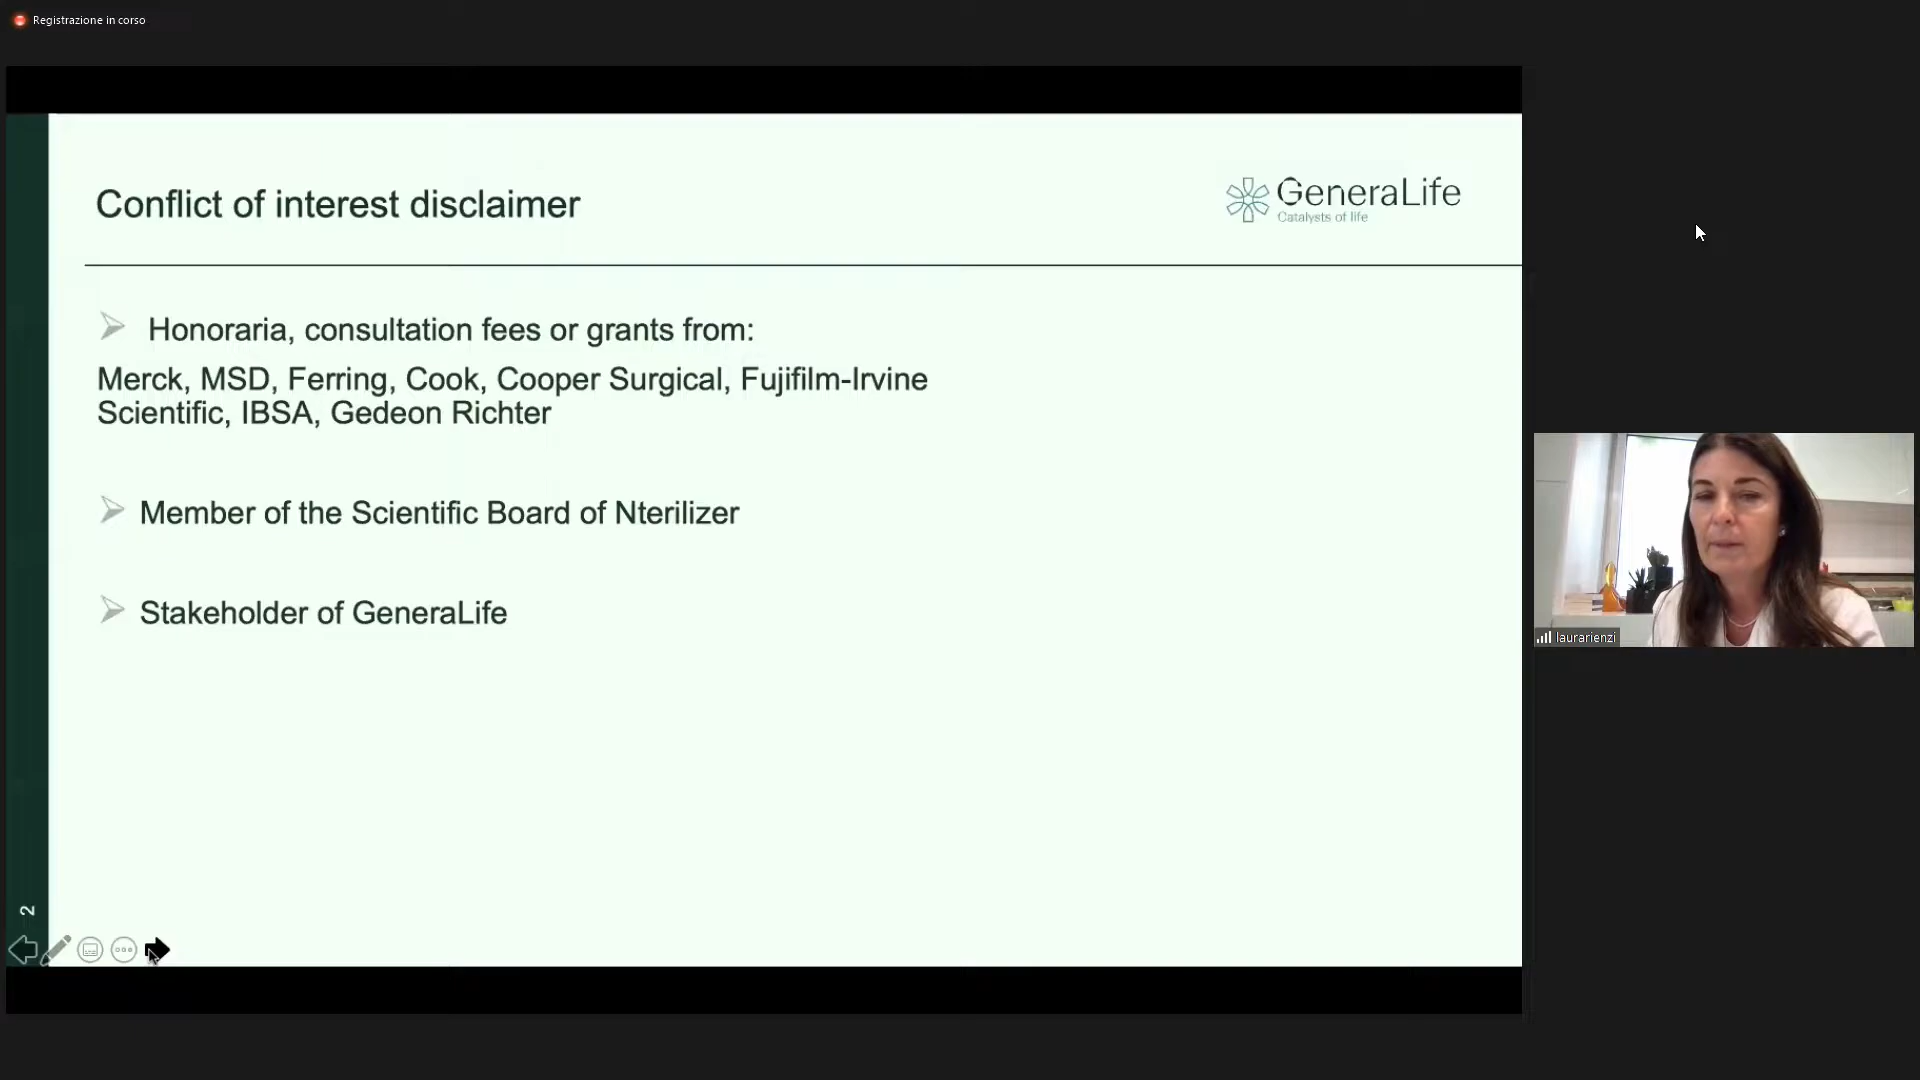 Registrazione in corso
Conflict of interest disclaimer
GeneraLife
Catalysts of life
Honoraria, consultation fees or grants from:
Merck, MSD, Ferring, Cook, Cooper Surgical, Fujifilm-Irvine
Scientific, IBSA, Gedeon Richter
Member of the Scientific Board of Nterilizer
Stakeholder of GeneraLife
2
laurarienzi